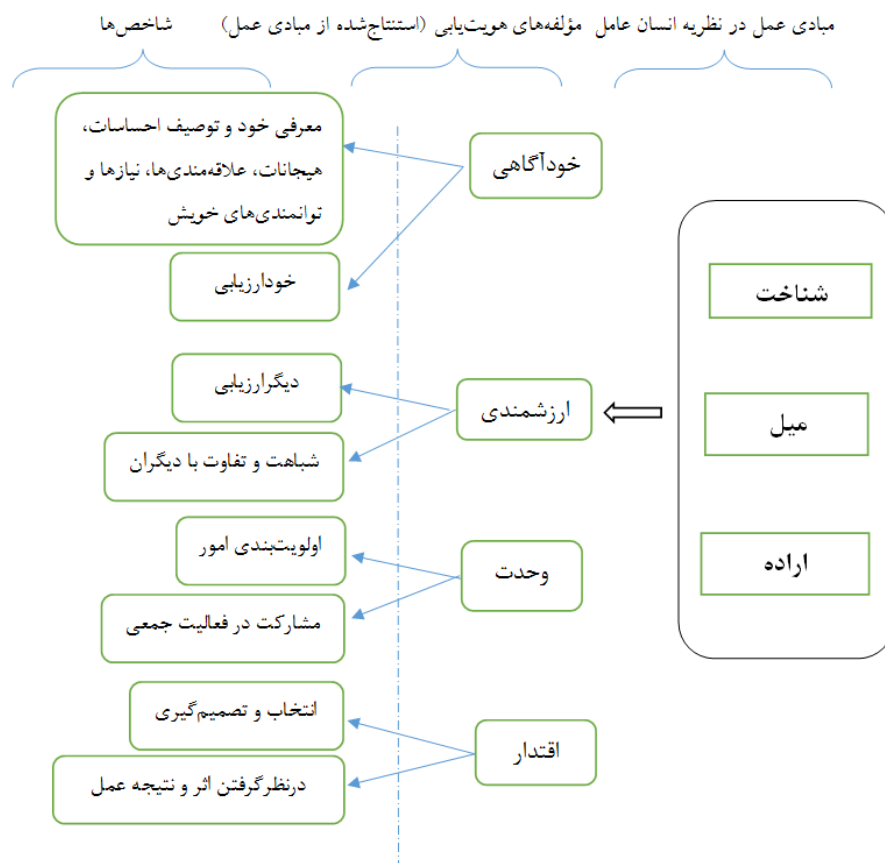 مبادی عمل در نظریه انسان عامل
مؤلفه‌های هویت‌یابی (استنتاج‌شده از مبادی عمل)
شاخص‌ها
شناخت
میل
اراده
خودآگاهی
معرفی خود و توصیف احساسات،
هیجانات، علاقه‌مندی‌ها، نیازها و
توانمندی‌های خویش
خودارزیابی
ارزشمندی
دیگرارزیابی
شباهت و تفاوت با دیگران
وحدت
اولویت‌بندی امور
مشارکت در فعالیت جمعی
اقتدار
انتخاب و تصمیم‌گیری
درنظرگرفتن اثر و نتیجه عمل